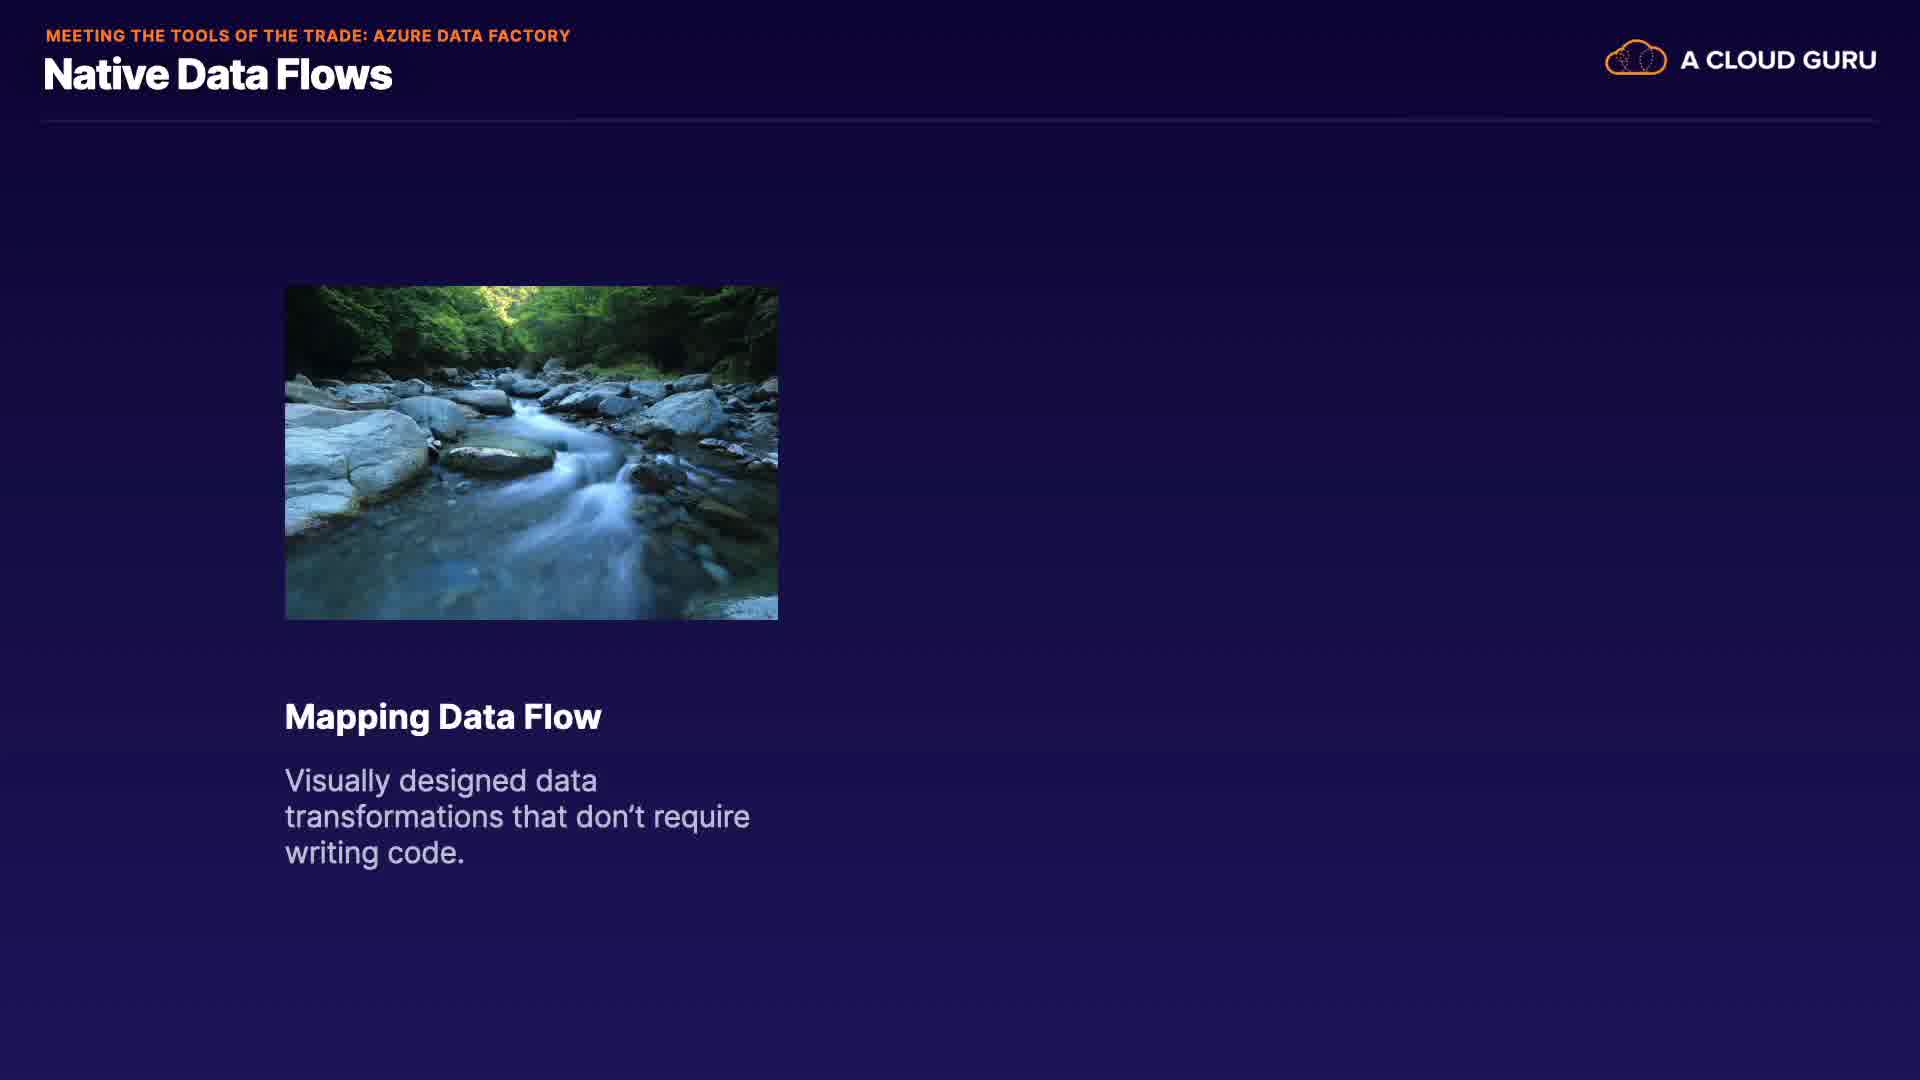 MEETING THE TOOLS OF THE TRADE: AZURE DATA FACTORY
Native Data Flows
A CLOUD GURU
Mapping Data Flow
Visually designed data
transformations that don’t require
writing code.